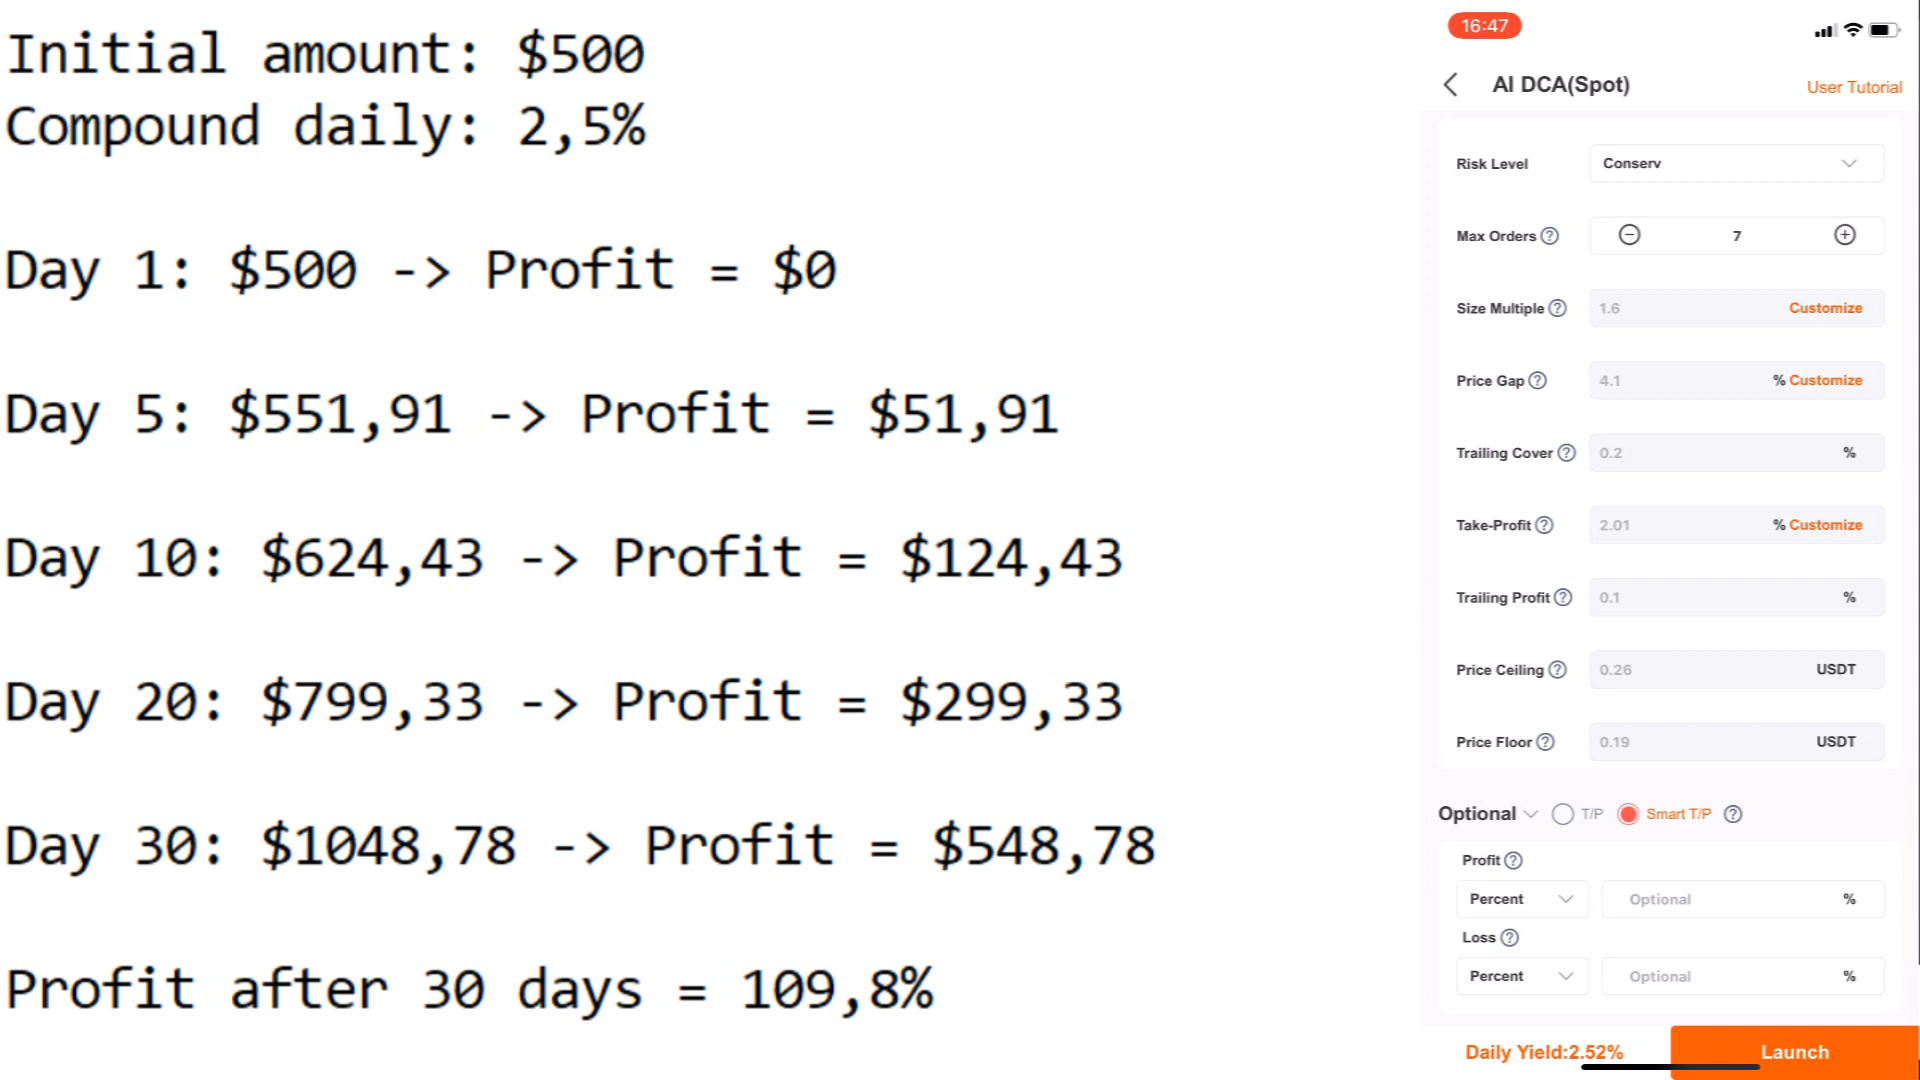 Initial amount: $500
Compound daily: 2,5%
Day 1: $500 -> Profit = $0
Day 5: $551,91 -> Profit = $51,91
Day 10: $624,43 -> Profit = $124,43
Day 20: $799,33 -> Profit = $299,33
Day 30: $1048,78 -> Profit = $548,78
Profit after 30 days = 109,8%
16:47
AI DCA(Spot)
User Tutorial
Risk Level Conserv
Max Orders ? 7
Size Multiple ? 1.6 Customize
Price Gap ? 4.1 % Customize
Trailing Cover ? 0.2 %
Take-Profit ? 2.01 % Customize
Trailing Profit ? 0.1 %
Price Ceiling ? 0.26 USDT
Price Floor ? 0.19 USDT
Optional T/P Smart T/P ?
Profit ?
Percent Optional %
Loss ?
Percent Optional %
Daily Yield:2.52% Launch